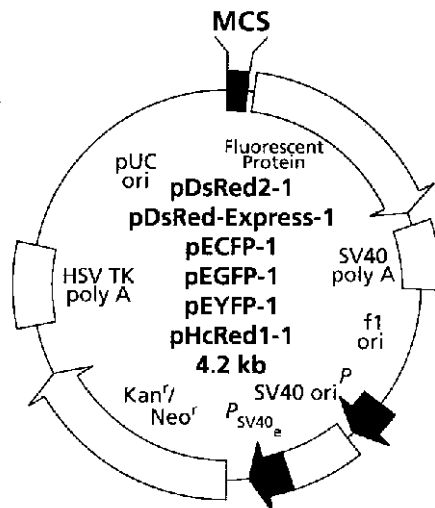 MCS
Fluorescent
Protein
pUC
ori
pDsRed2-1
pDsRed-Express-1
pECFP-1
pEGFP-1
pEYFP-1
pHcRed1-1
4.2 kb
SV40
poly A
HSV TK
poly A
f1
ori
SV40 ori
P
Kanʳ/
Neoʳ
P SV40 e